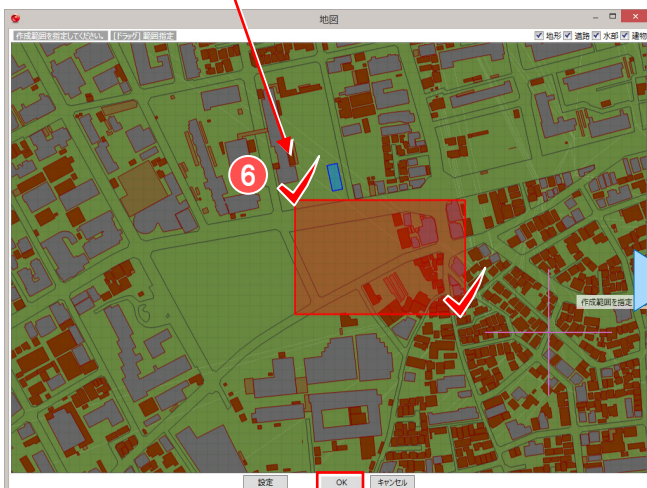 地図
作成範囲を指定してください。 [ドラッグ] 範囲指定
地形 道路 水部 建物
6
作成範囲を指定
設定 OK キャンセル